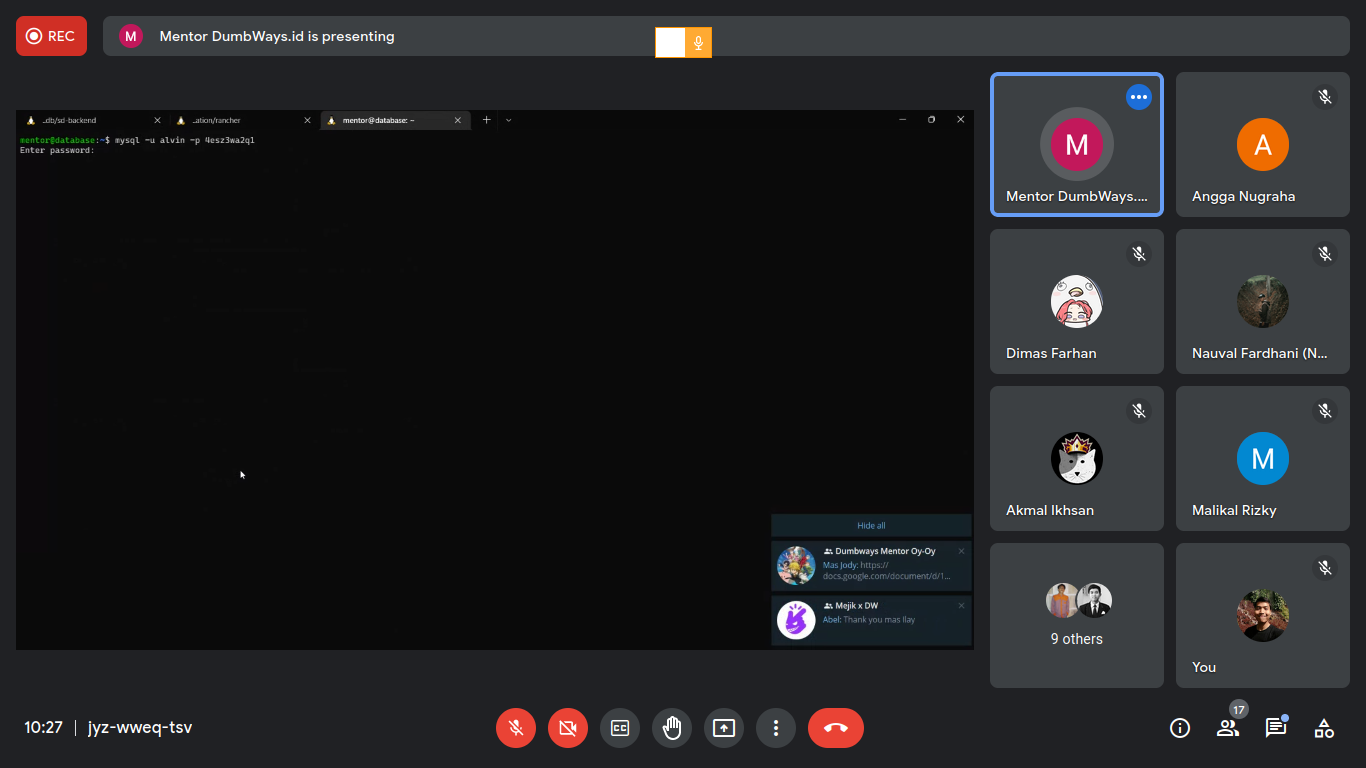 REC
M
Mentor DumbWays.id is presenting
..db/sd-backend
..ation/rancher
mentor@database: ~
mentor@database:~$ mysql -u alvin -p 4esz3wa2q1
Enter password:
Hide all
Dumbways Mentor Oy-Oy
Mas Jody: https://
docs.google.com/document/d/1...
Mejik x DW
Abel: Thank you mas llay
M
Mentor DumbWays....
A
Angga Nugraha
Dimas Farhan
Nauval Fardhani (N...
Akmal Ikhsan
M
Malikal Rizky
9 others
You
10:27 | jyz-wweq-tsv
CC
17